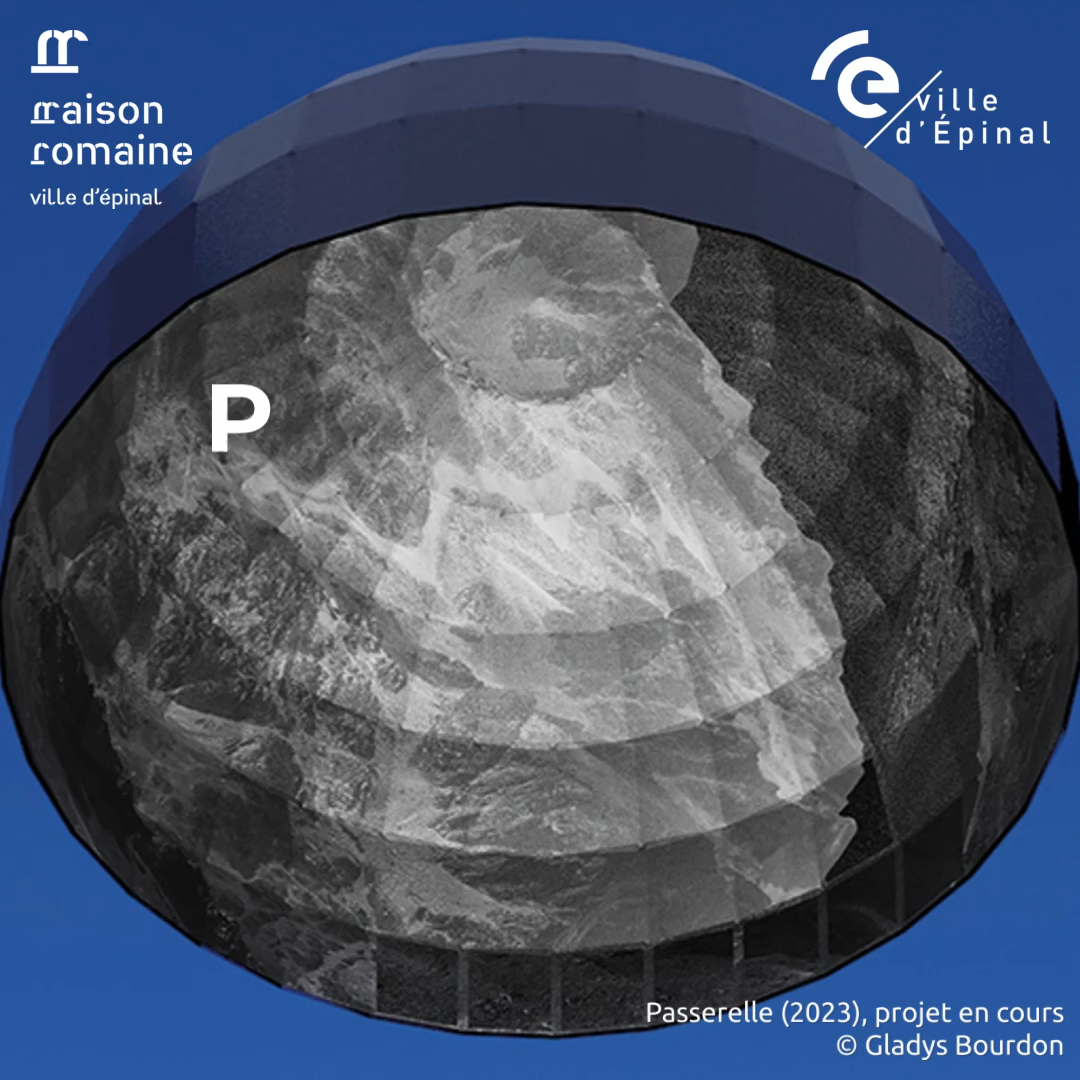 maison
romaine
ville d'épinal
ville
d'Épinal
P
Passerelle (2023), projet en cours
© Gladys Bourdon